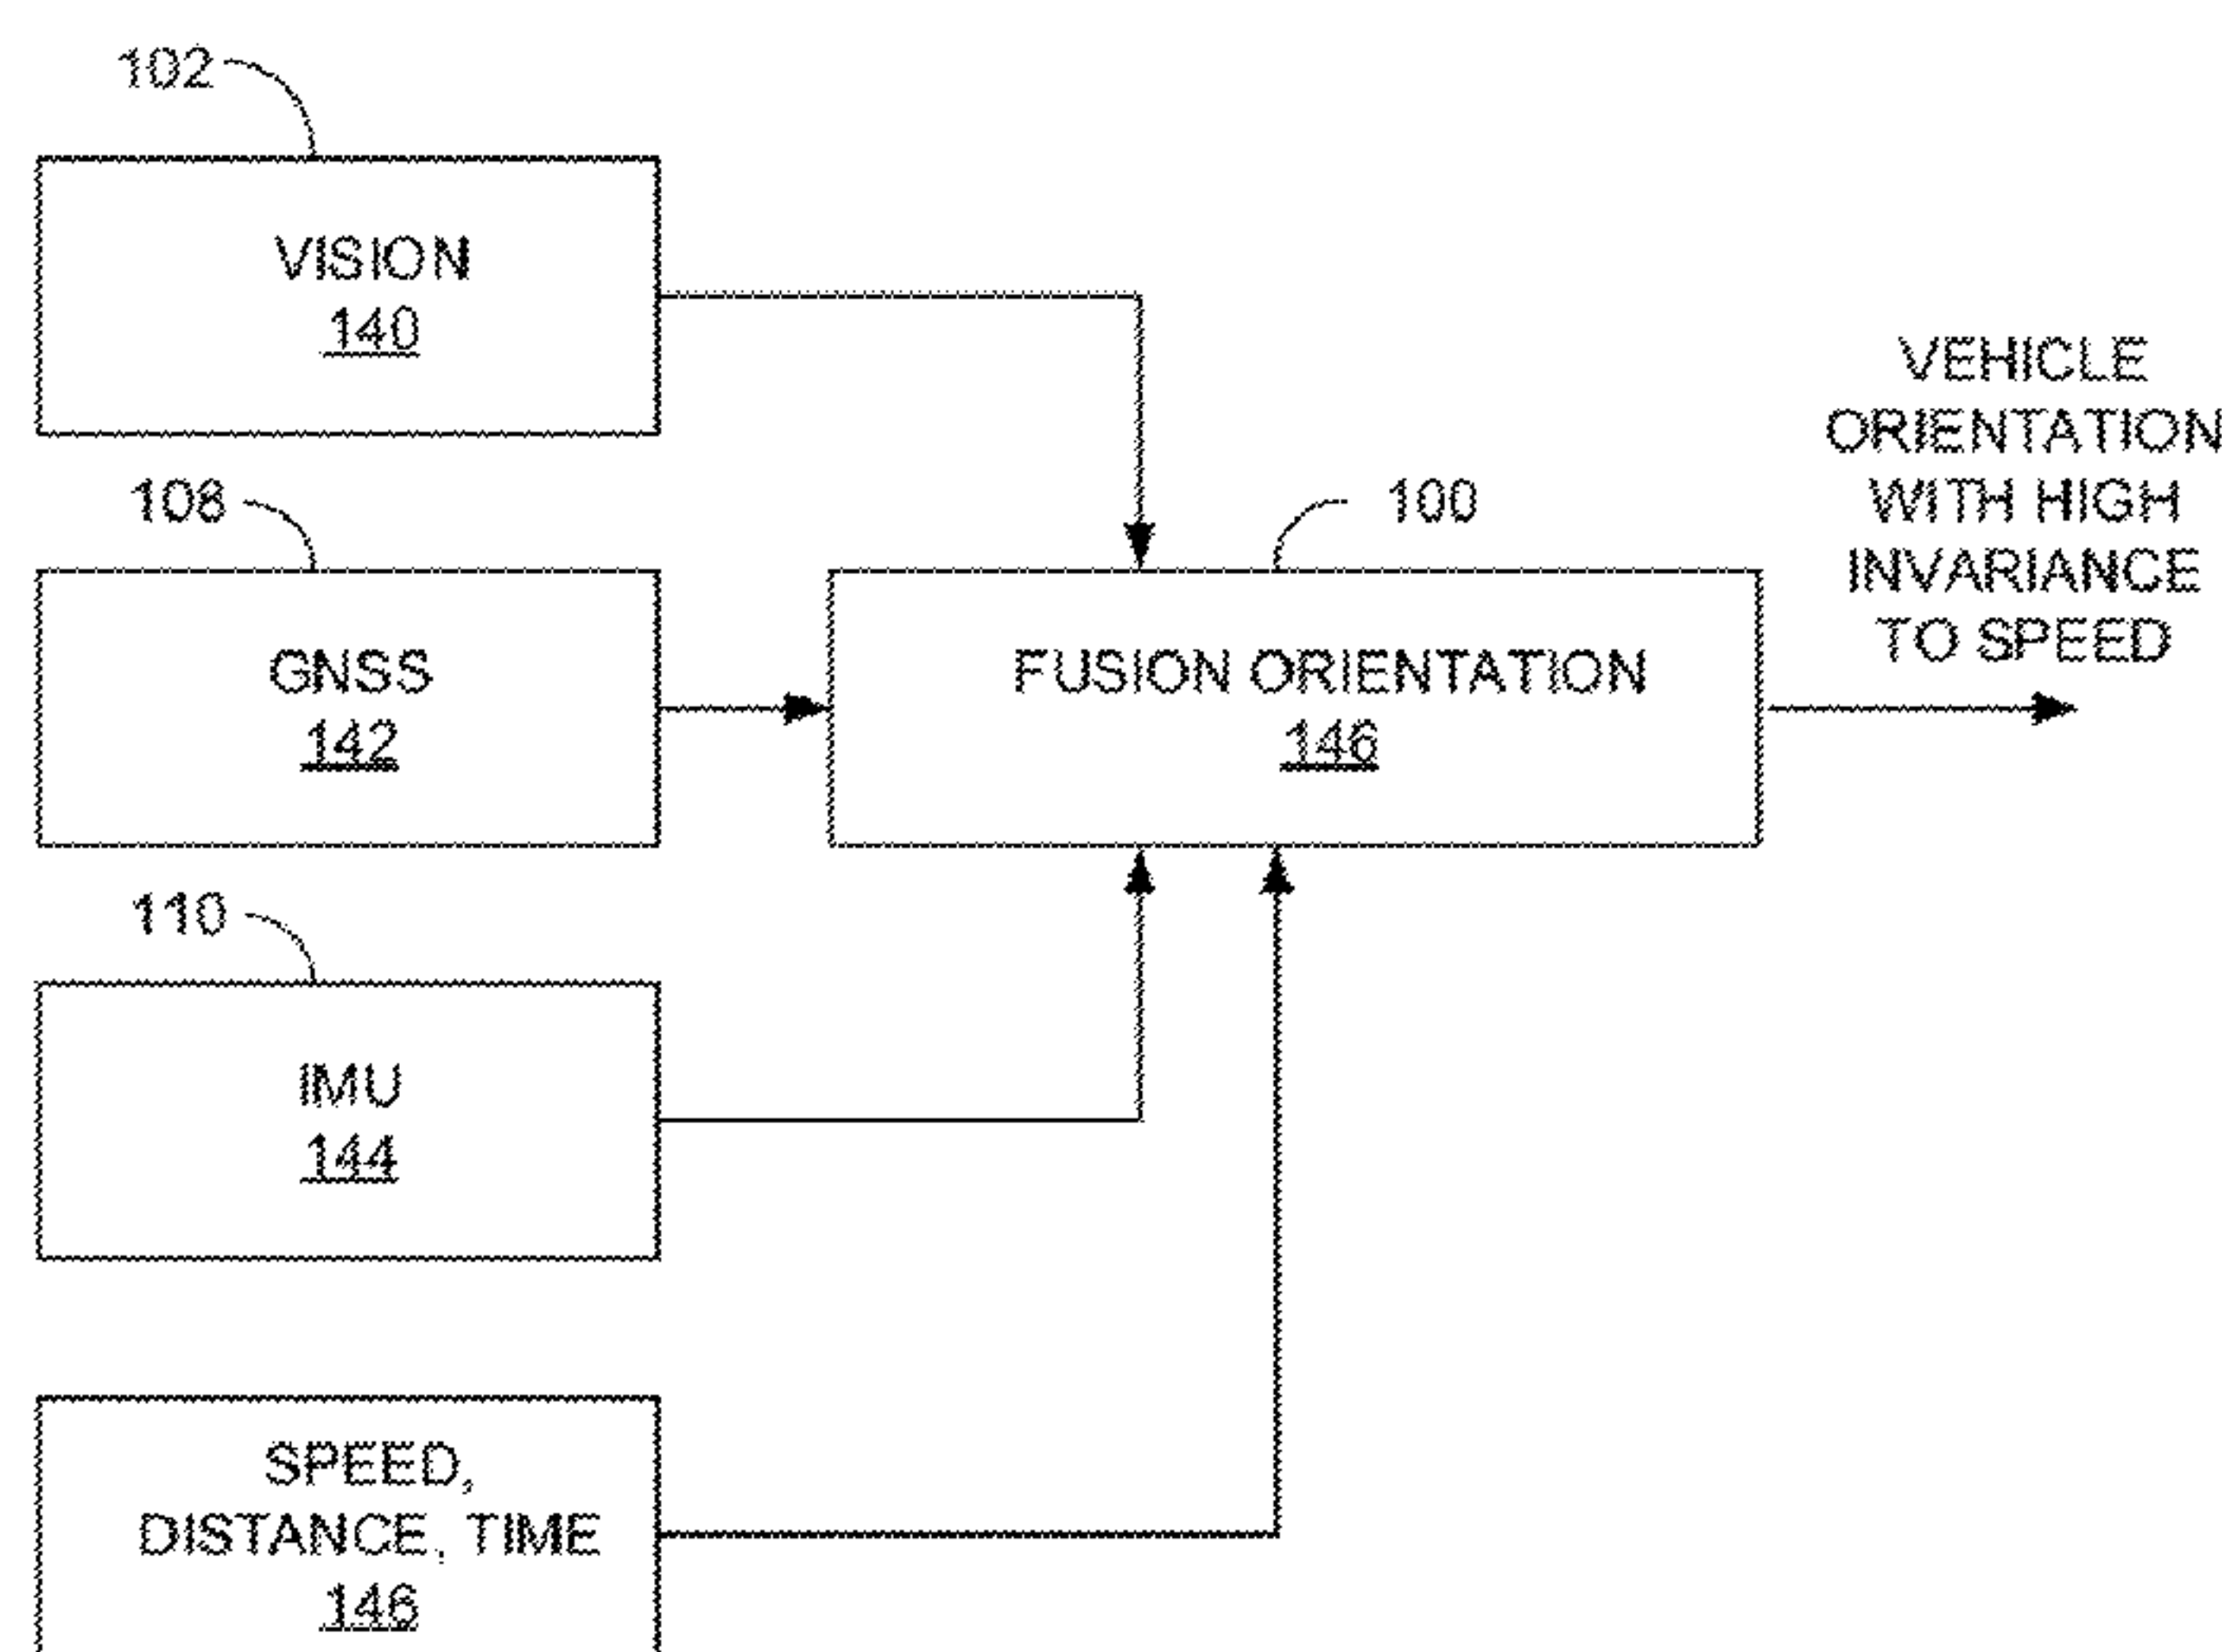 102
VISION
140
VEHICLE
ORIENTATION
WITH HIGH
INVARIANCE
TO SPEED
108
100
GNSS
142
FUSION ORIENTATION
146
110
IMU
144
SPEED,
DISTANCE, TIME
146